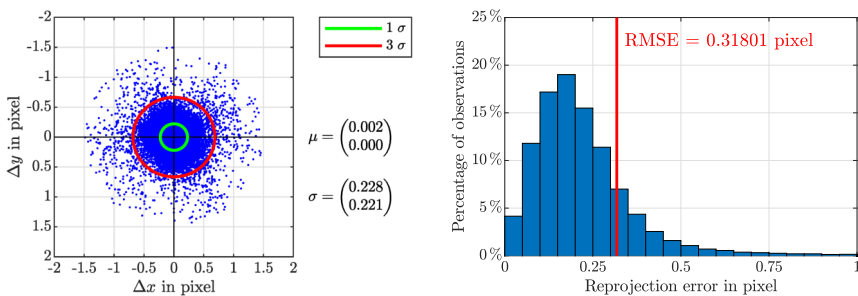 -2
-1.5
-1
-0.5
0
0.5
1
1.5
2
Δy in pixel
-2 -1.5 -1 -0.5 0 0.5 1 1.5 2
Δx in pixel
1 σ
3 σ
μ = (0.002
0.000)
σ = (0.228
0.221)
25 %
20 %
15 %
10 %
5 %
0 %
Percentage of observations
RMSE = 0.31801 pixel
0 0.25 0.5 0.75 1
Reprojection error in pixel